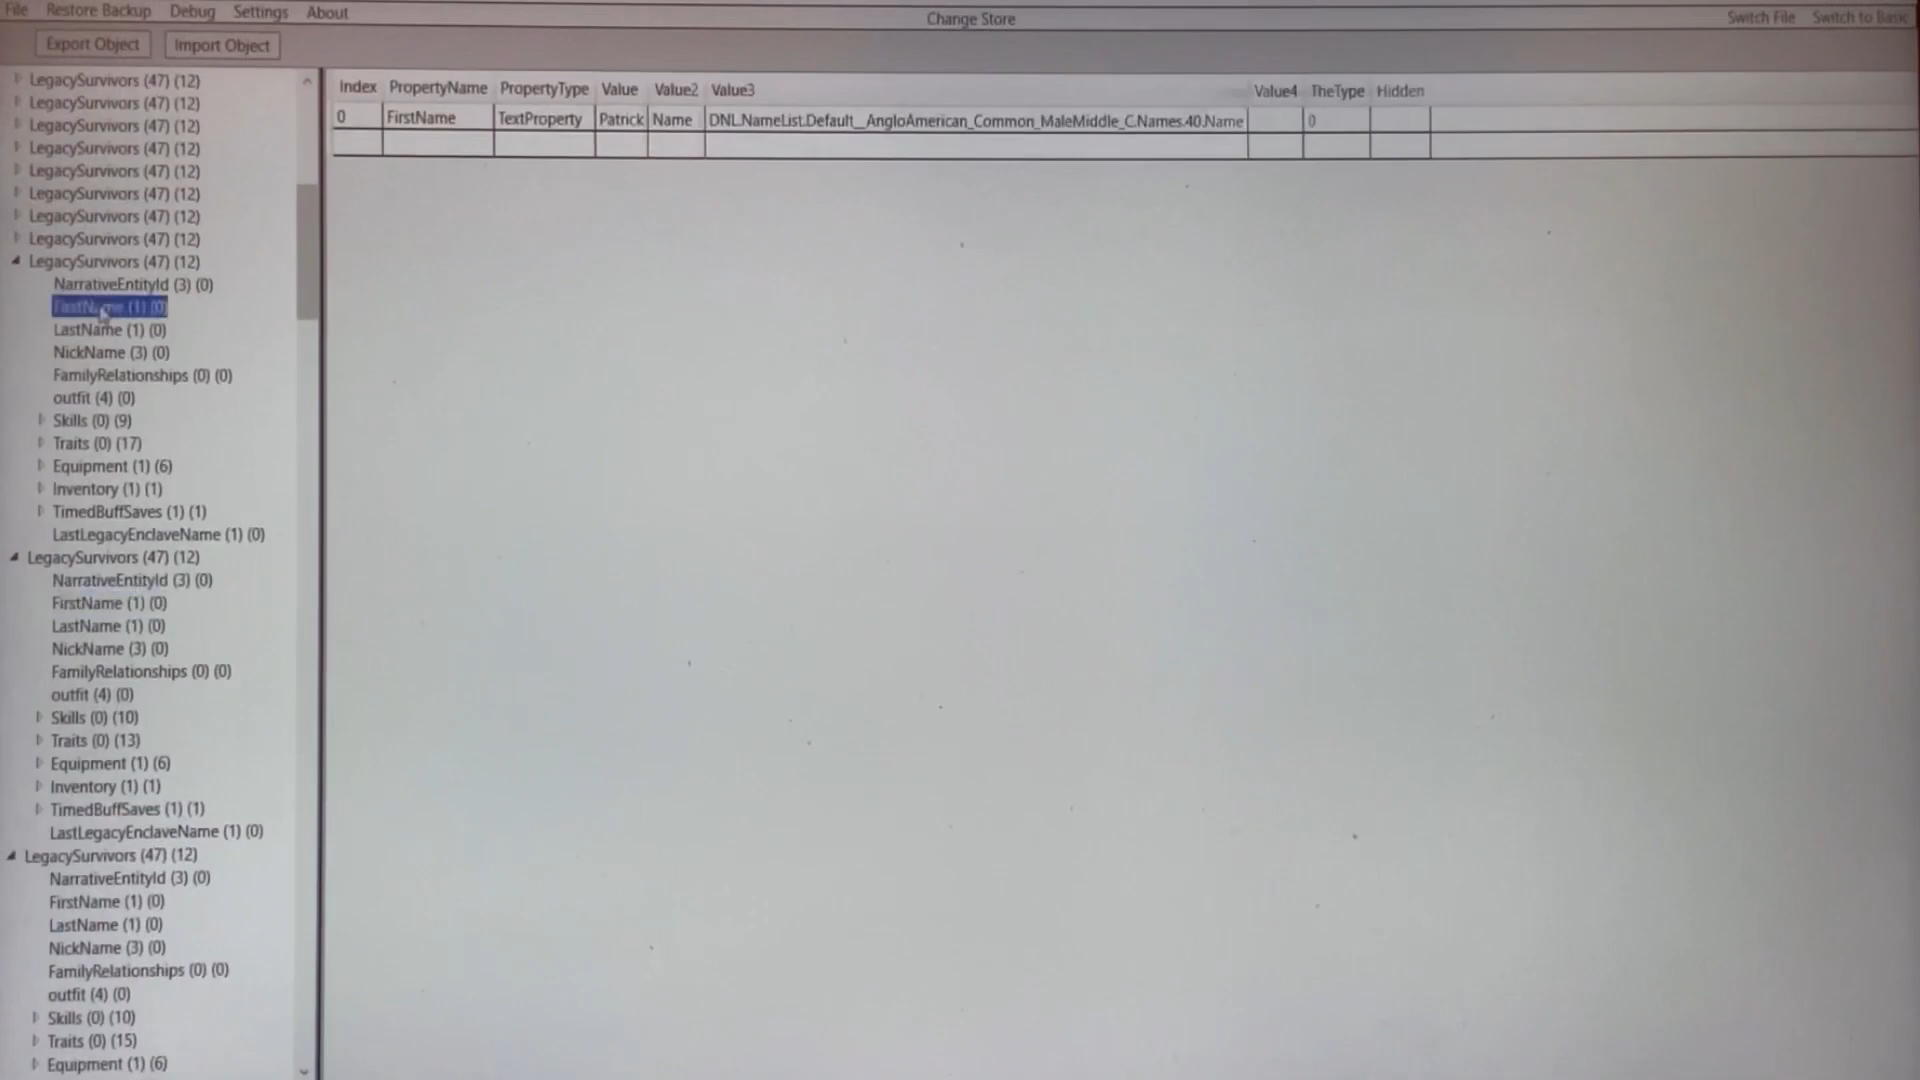 File Restore Backup Debug Settings About
Change Store
Switch File Switch to Basic
Export Object Import Object
LegacySurvivors (47) (12)
LegacySurvivors (47) (12)
LegacySurvivors (47) (12)
LegacySurvivors (47) (12)
LegacySurvivors (47) (12)
LegacySurvivors (47) (12)
LegacySurvivors (47) (12)
LegacySurvivors (47) (12)
LegacySurvivors (47) (12)
NarrativeEntityId (3) (0)
FirstName (1) (0)
LastName (1) (0)
NickName (3) (0)
FamilyRelationships (0) (0)
outfit (4) (0)
Skills (0) (9)
Traits (0) (17)
Equipment (1) (6)
Inventory (1) (1)
TimedBuffSaves (1) (1)
LastLegacyEnclaveName (1) (0)
LegacySurvivors (47) (12)
NarrativeEntityId (3) (0)
FirstName (1) (0)
LastName (1) (0)
NickName (3) (0)
FamilyRelationships (0) (0)
outfit (4) (0)
Skills (0) (10)
Traits (0) (13)
Equipment (1) (6)
Inventory (1) (1)
TimedBuffSaves (1) (1)
LastLegacyEnclaveName (1) (0)
LegacySurvivors (47) (12)
NarrativeEntityId (3) (0)
FirstName (1) (0)
LastName (1) (0)
NickName (3) (0)
FamilyRelationships (0) (0)
outfit (4) (0)
Skills (0) (10)
Traits (0) (15)
Equipment (1) (6)
Index PropertyName PropertyType Value Value2 Value3 Value4 TheType Hidden
0 FirstName TextProperty Patrick Name DNL.NameList.Default__AngloAmerican_Common_MaleMiddle_C.Names.40.Name 0